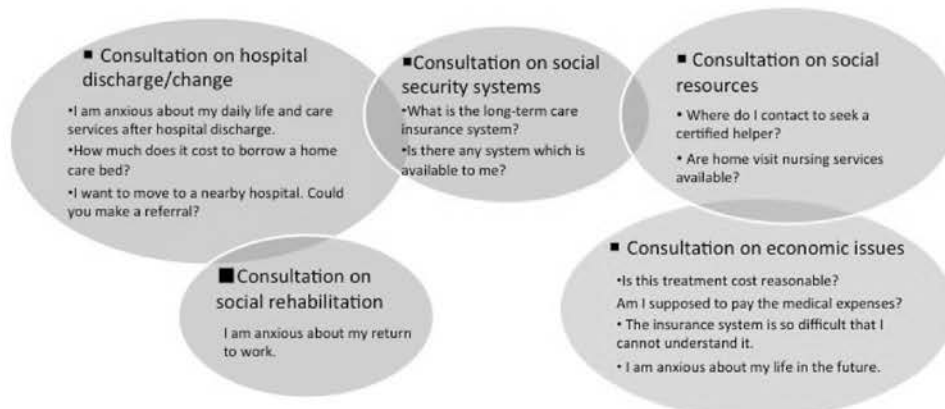 ▪ Consultation on hospital
discharge/change
•I am anxious about my daily life and care
services after hospital discharge.
•How much does it cost to borrow a home
care bed?
•I want to move to a nearby hospital. Could
you make a referral?
▪Consultation on social
security systems
•What is the long-term care
insurance system?
•Is there any system which is
available to me?
▪ Consultation on social
resources
• Where do I contact to seek a
certified helper?
• Are home visit nursing services
available?
■Consultation on
social rehabilitation
I am anxious about my return
to work.
▪ Consultation on economic issues
•Is this treatment cost reasonable?
Am I supposed to pay the medical expenses?
• The insurance system is so difficult that I
cannot understand it.
• I am anxious about my life in the future.